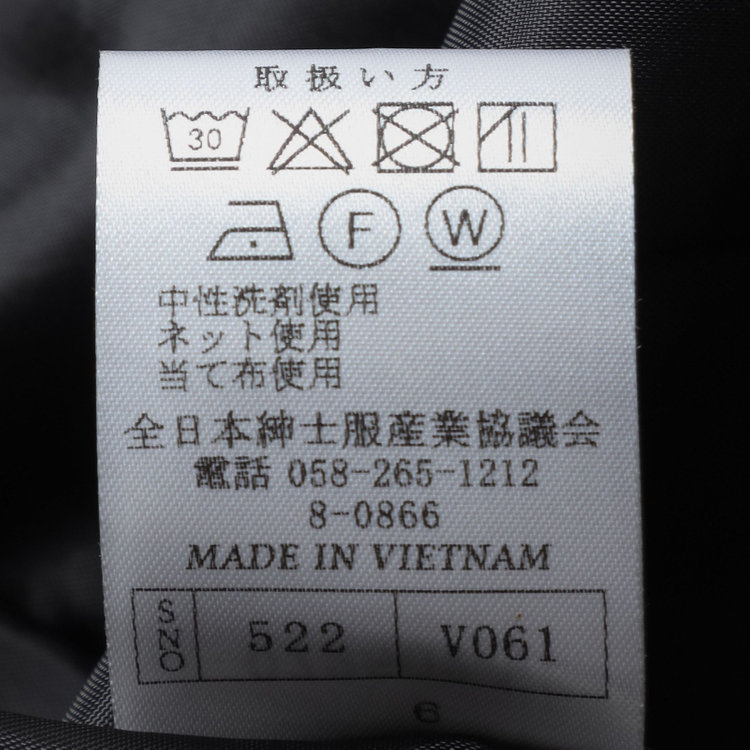 取扱い方
30
F W
中性洗剤使用
ネット使用
当て布使用
全日本紳士服産業協議会
電話 058-265-1212
8-0866
MADE IN VIETNAM
SNO 522 V061
6